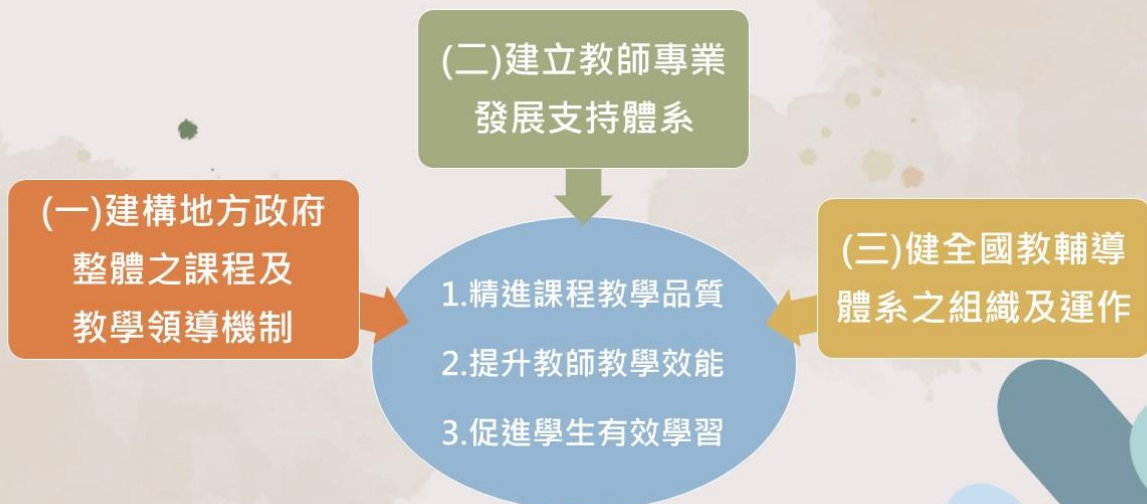 (一)建構地方政府
整體之課程及
教學領導機制
(二)建立教師專業
發展支持體系
(三)健全國教輔導
體系之組織及運作
1.精進課程教學品質
2.提升教師教學效能
3.促進學生有效學習